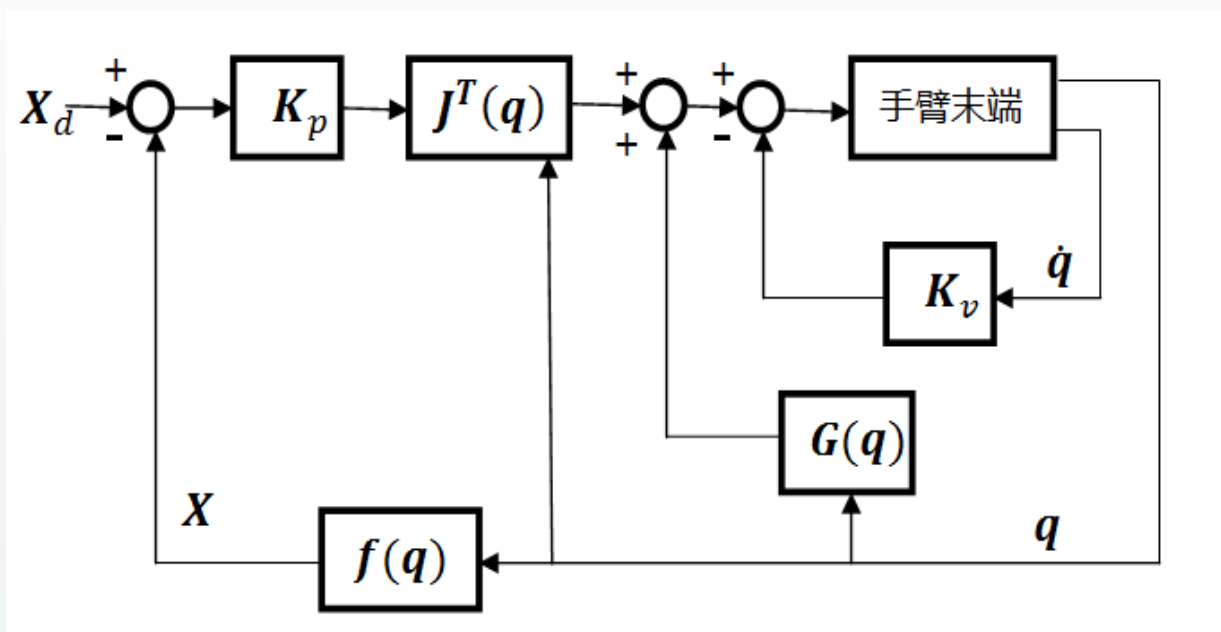 +
X_d
-
K_p
J^T(q)
+
+
+
-
手臂末端
K_v
q̇
G(q)
X
f(q)
q